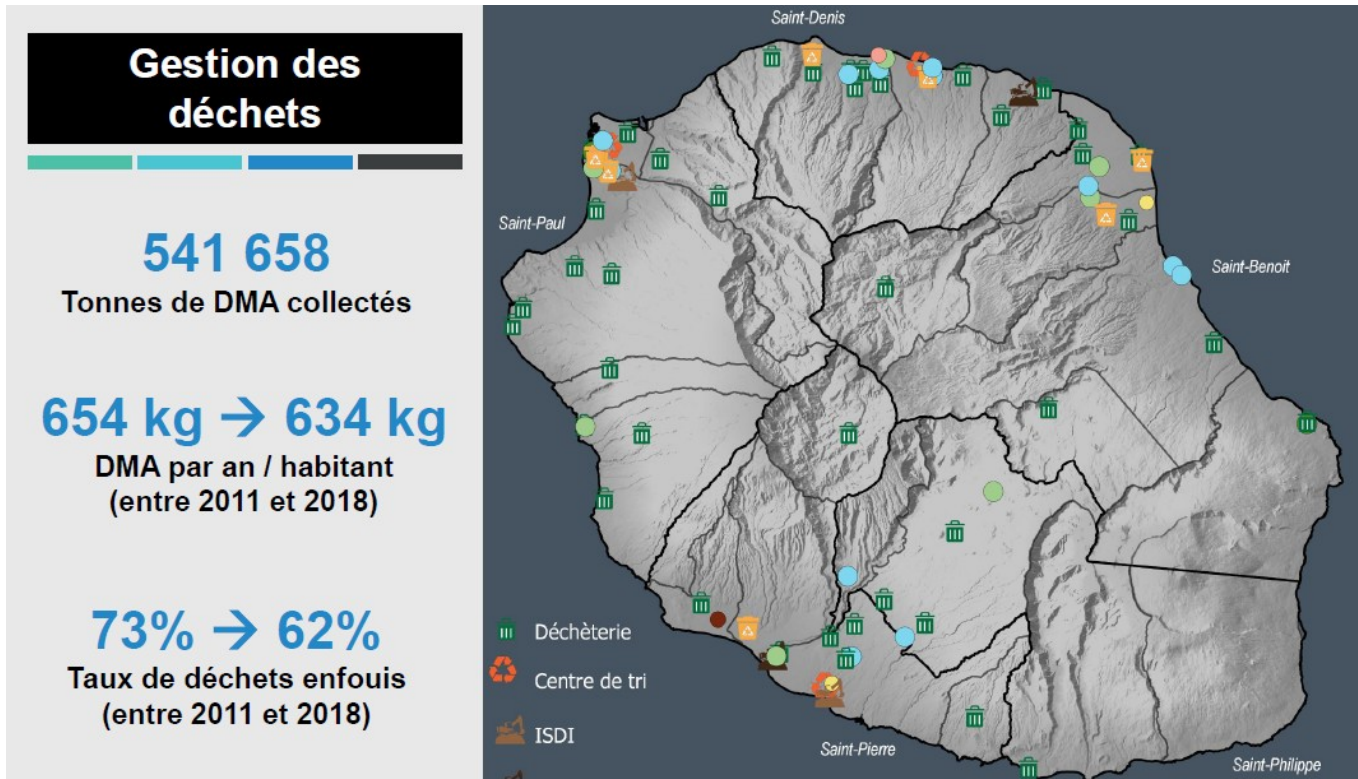 Gestion des
déchets
541 658
Tonnes de DMA collectés
654 kg → 634 kg
DMA par an / habitant
(entre 2011 et 2018)
73% → 62%
Taux de déchets enfouis
(entre 2011 et 2018)
Saint-Denis
Saint-Paul
Saint-Benoit
Déchèterie
Centre de tri
ISDI
Saint-Pierre
Saint-Philippe